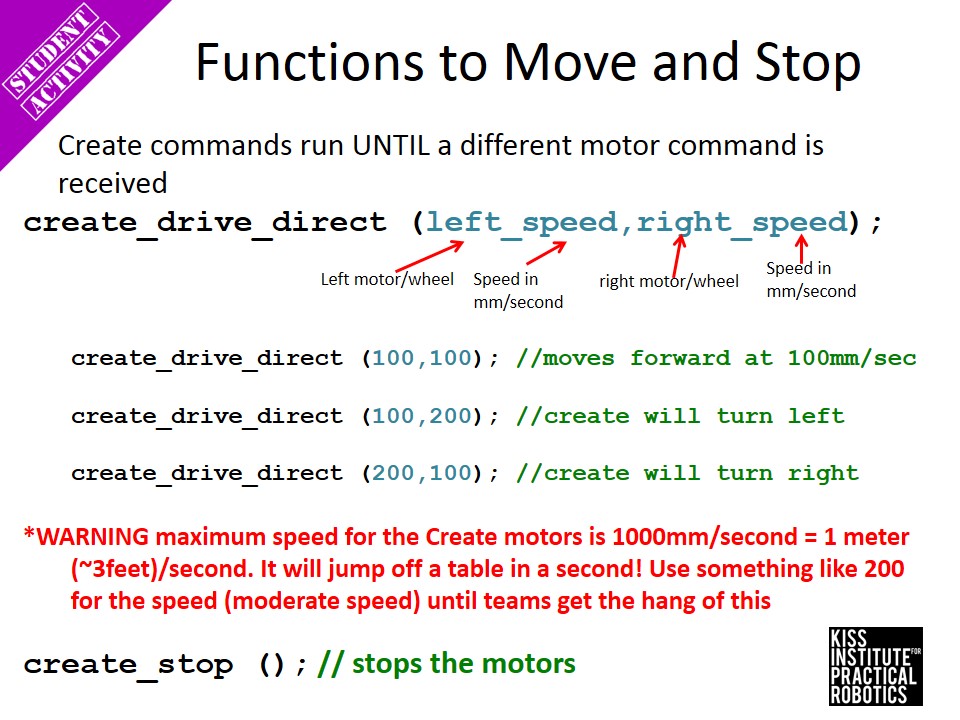 STUDENT
ACTIVITY
Functions to Move and Stop
Create commands run UNTIL a different motor command is
received
create_drive_direct (left_speed,right_speed);
Left motor/wheel
Speed in
mm/second
right motor/wheel
Speed in
mm/second
create_drive_direct (100,100); //moves forward at 100mm/sec
create_drive_direct (100,200); //create will turn left
create_drive_direct (200,100); //create will turn right
*WARNING maximum speed for the Create motors is 1000mm/second = 1 meter
(~3feet)/second. It will jump off a table in a second! Use something like 200
for the speed (moderate speed) until teams get the hang of this
create_stop (); // stops the motors
KISS
INSTITUTE FOR
PRACTICAL
ROBOTICS